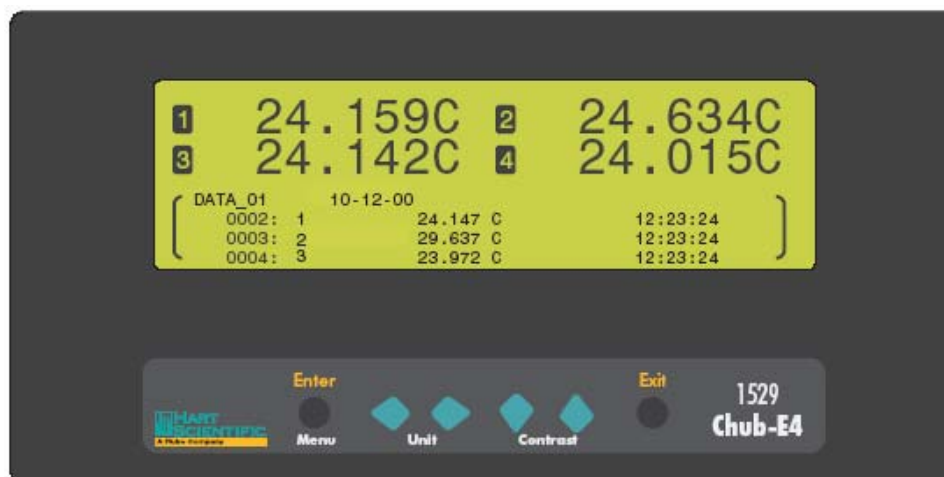 1 24.159C 2 24.634C
3 24.142C 4 24.015C
DATA_01 10-12-00
0002: 1 24.147 C 12:23:24
0003: 2 29.637 C 12:23:24
0004: 3 23.972 C 12:23:24
Enter Exit
1529
HART
SCIENTIFIC
A Fluke Company
Menu Unit Contrast
Chub-E4